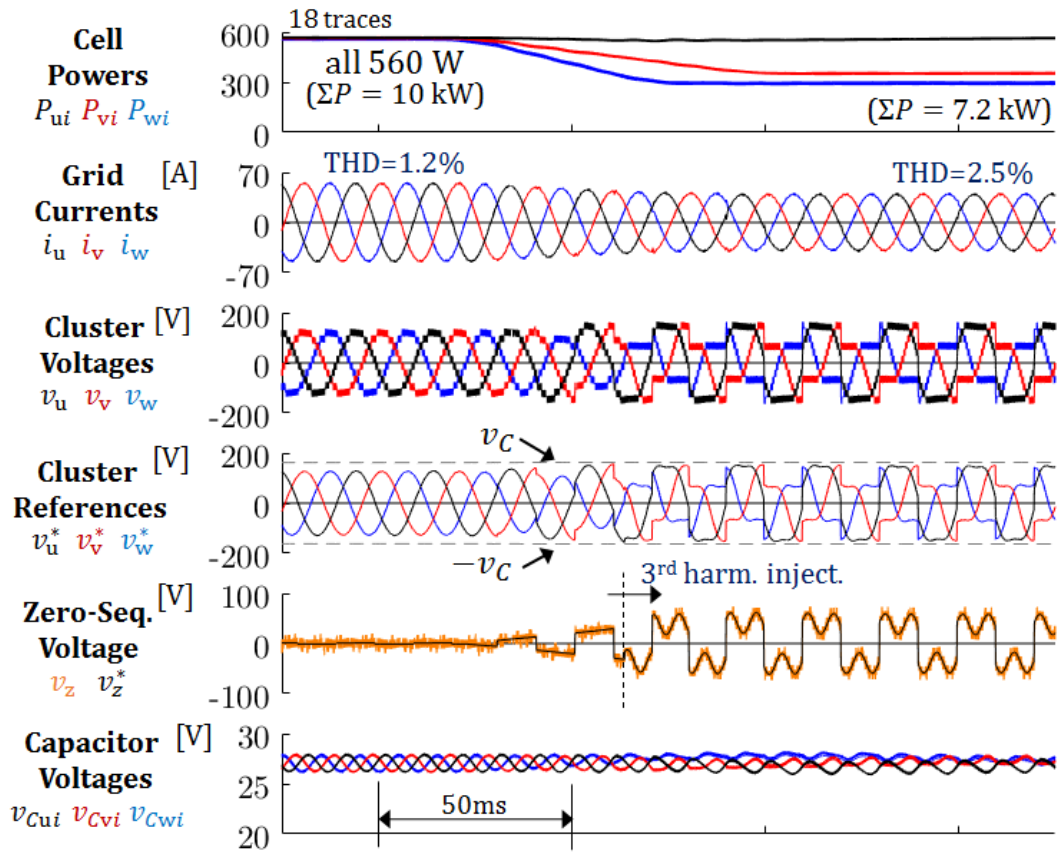 18 traces
Cell
Powers
P_ui P_vi P_wi
600
300
0
all 560 W
(ΣP = 10 kW)
(ΣP = 7.2 kW)
Grid
Currents
i_u i_v i_w
[A]
70
0
-70
THD=1.2%
THD=2.5%
Cluster
Voltages
v_u v_v v_w
[V]
200
0
-200
Cluster
References
v_u^* v_v^* v_w^*
[V]
200
0
-200
v_C
−v_C
Zero-Seq.
Voltage
v_z v_z^*
[V]
100
0
-100
3rd harm. inject.
Capacitor
Voltages
v_Cui v_Cvi v_Cwi
[V]
30
25
20
50ms